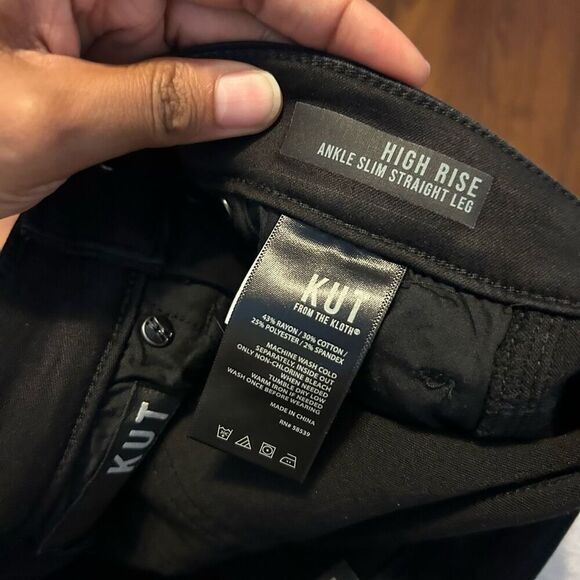 HIGH RISE
ANKLE SLIM STRAIGHT LEG
KUT
FROM THE KLOTH®
43% RAYON / 30% COTTON /
25% POLYESTER / 2% SPANDEX
MACHINE WASH COLD
SEPARATELY, INSIDE OUT
ONLY NON-CHLORINE BLEACH
WHEN NEEDED
TUMBLE DRY LOW
WARM IRON IF NEEDED
WASH ONCE BEFORE WEARING
MADE IN CHINA
RN# 58539
KUT